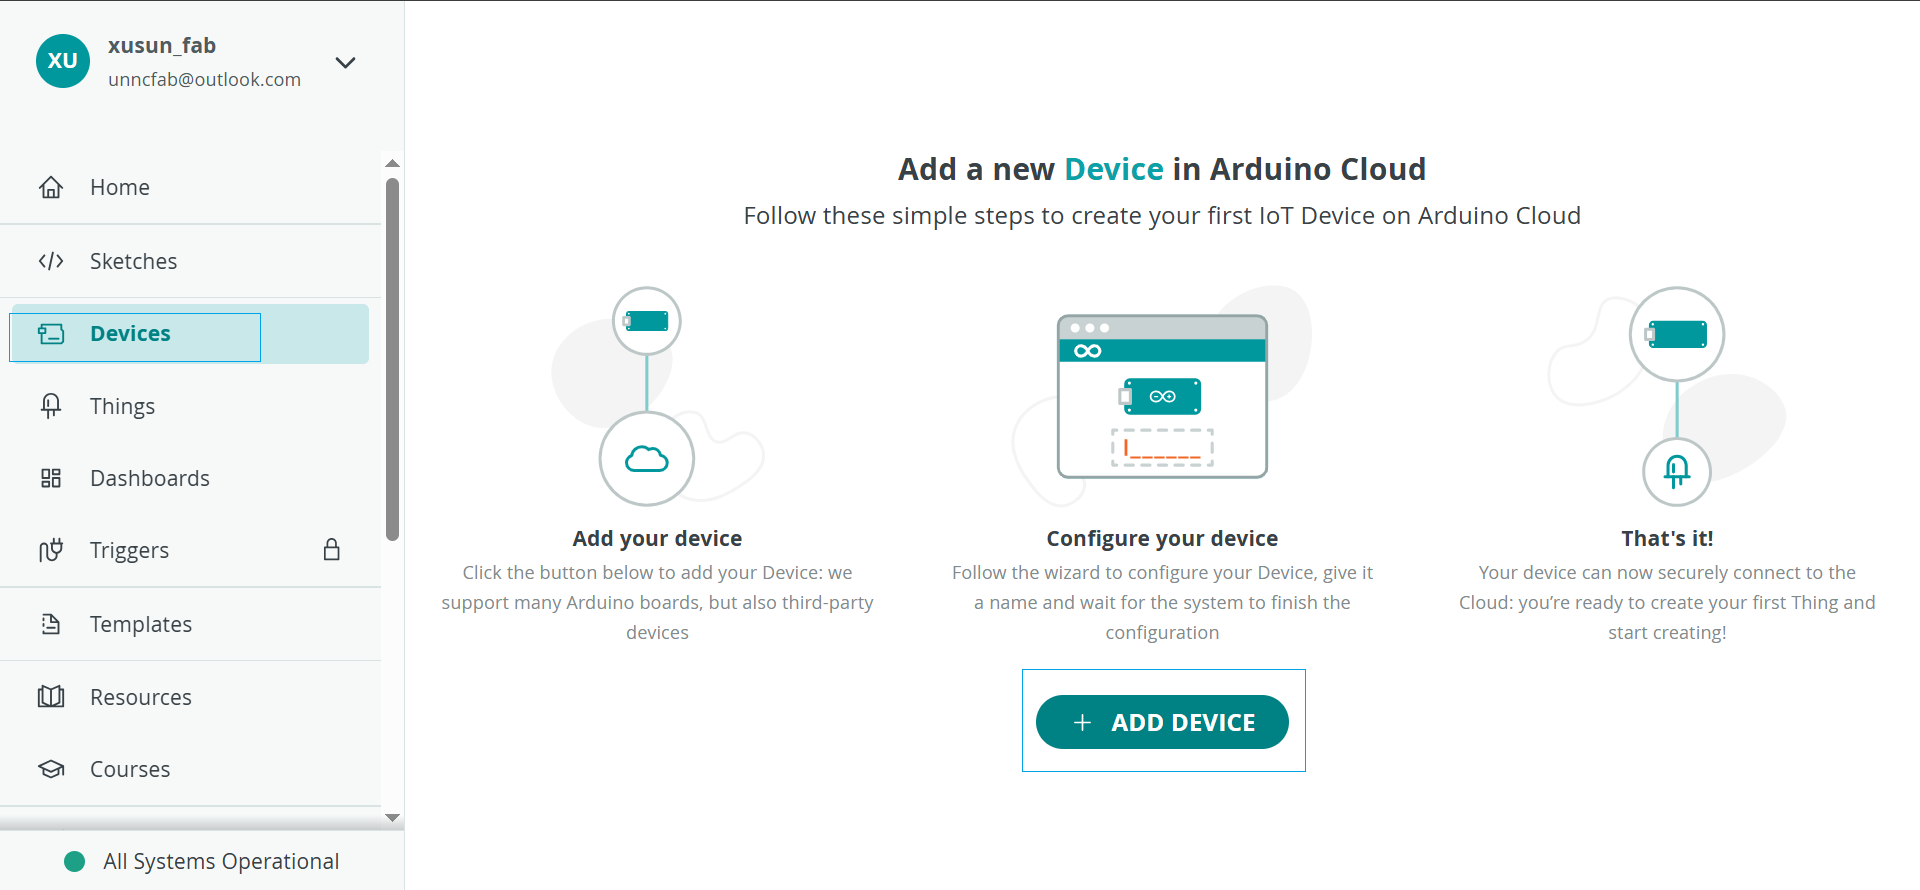 XU
xusun_fab
unncfab@outlook.com
Home
Sketches
Devices
Things
Dashboards
Triggers
Templates
Resources
Courses
All Systems Operational
Add a new Device in Arduino Cloud
Follow these simple steps to create your first IoT Device on Arduino Cloud
Add your device
Click the button below to add your Device: we
support many Arduino boards, but also third-party
devices
Configure your device
Follow the wizard to configure your Device, give it
a name and wait for the system to finish the
configuration
That's it!
Your device can now securely connect to the
Cloud: you’re ready to create your first Thing and
start creating!
+ ADD DEVICE